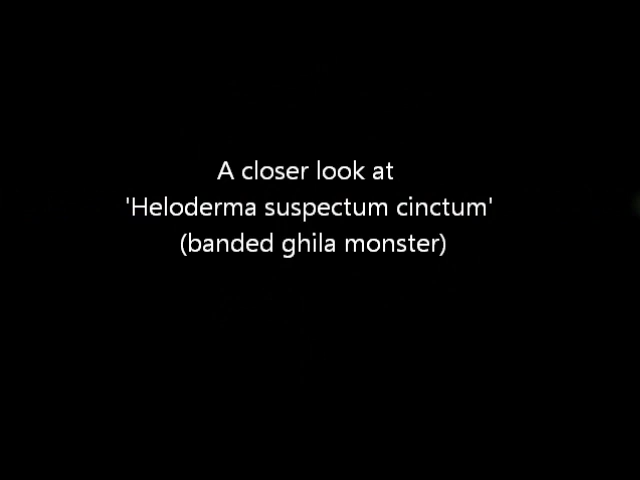 A closer look at
'Heloderma suspectum cinctum'
(banded ghila monster)